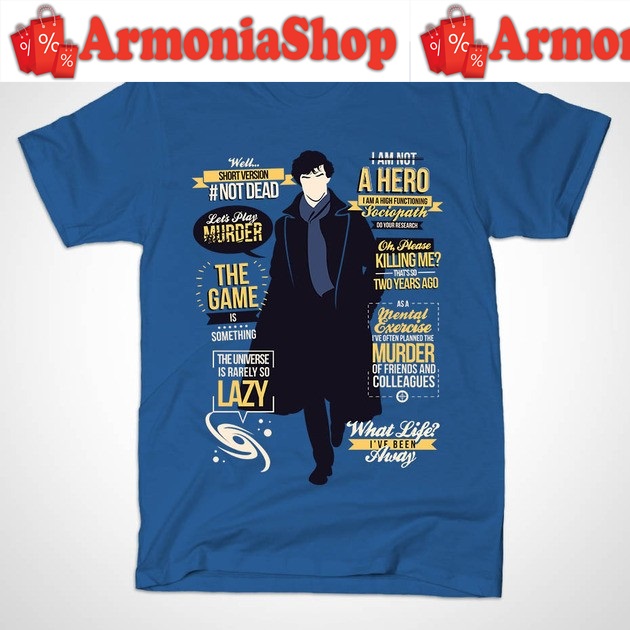 ArmoniaShop
Armon
Well...
SHORT VERSION
#NOT DEAD
Let's Play
MURDER
THE
GAME
IS
SOMETHING
THE UNIVERSE
IS RARELY SO
LAZY
I AM NOT
A HERO
I AM A HIGH FUNCTIONING
Sociopath
DO YOUR RESEARCH
Oh, Please
KILLING ME?
THAT'S SO
TWO YEARS AGO
AS A
Mental
Exercise
I'VE OFTEN PLANNED THE
MURDER
OF FRIENDS AND
COLLEAGUES
What Life?
I'VE BEEN
Away